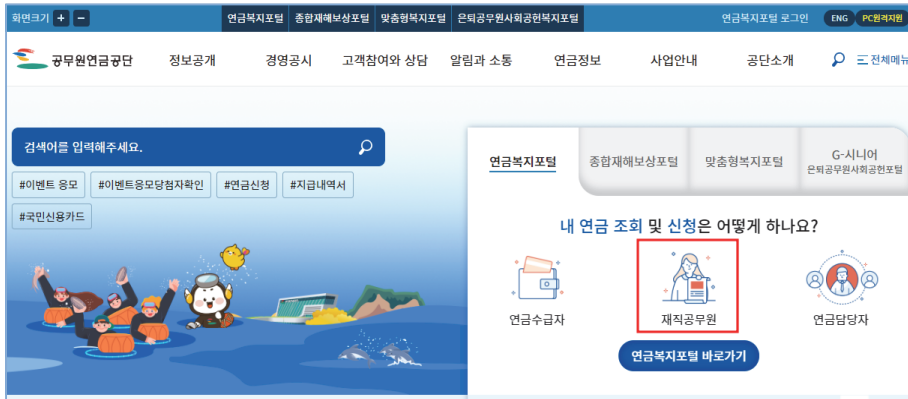 화면크기 + -
연금복지포털 종합재해보상포털 맞춤형복지포털 은퇴공무원사회공헌복지포털
연금복지포털 로그인 ENG PC원격지원
공무원연금공단 정보공개 경영공시 고객참여와 상담 알림과 소통 연금정보 사업안내 공단소개 전체메뉴
검색어를 입력해주세요.
#이벤트 응모 #이벤트응모당첨자확인 #연금신청 #지급내역서
#국민신용카드
연금복지포털 종합재해보상포털 맞춤형복지포털 G-시니어
은퇴공무원사회공헌포털
내 연금 조회 및 신청은 어떻게 하나요?
연금수급자 재직공무원 연금담당자
연금복지포털 바로가기